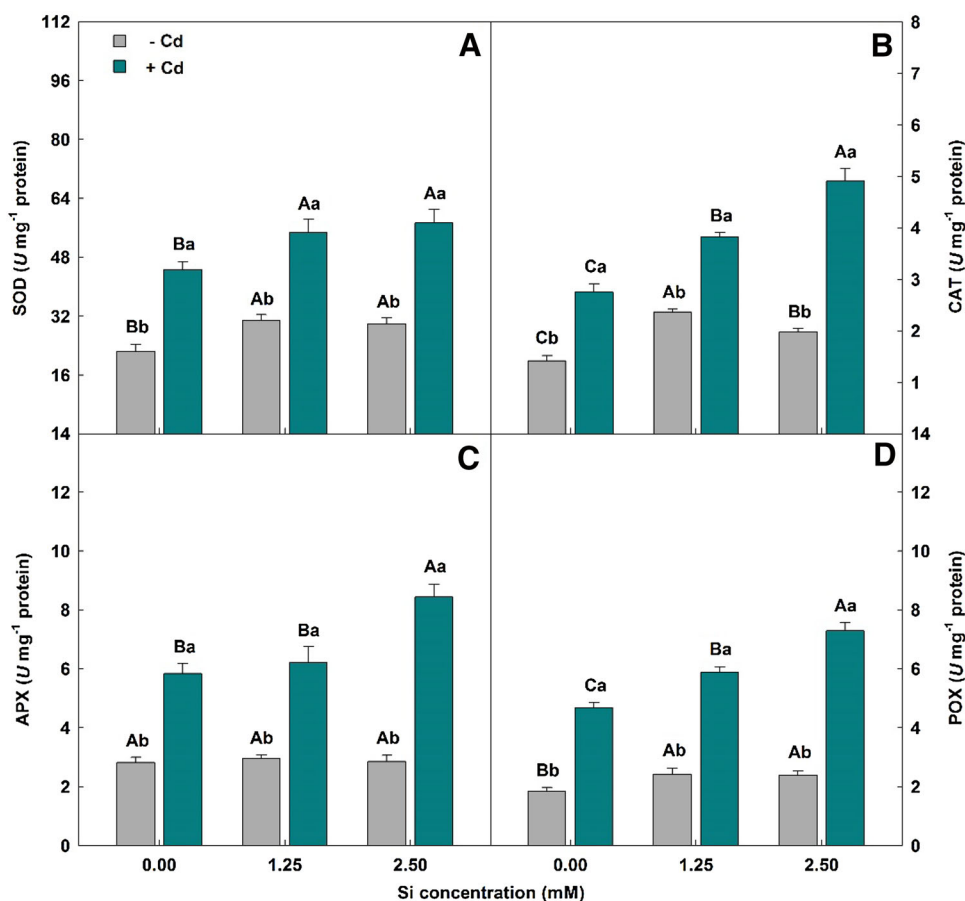 112
96
80
64
48
32
16
14
SOD (U mg-1 protein)
- Cd
+ Cd
A
Bb
Ba
Ab
Aa
Ab
Aa
B
Cb
Ca
Ab
Ba
Bb
Aa
8
7
6
5
4
3
2
1
14
CAT (U mg-1 protein)
12
10
8
6
4
2
0
APX (U mg-1 protein)
C
Ab
Ba
Ab
Ba
Ab
Aa
D
Bb
Ca
Ab
Ba
Ab
Aa
12
10
8
6
4
2
0
POX (U mg-1 protein)
0.00 1.25 2.50 0.00 1.25 2.50
Si concentration (mM)